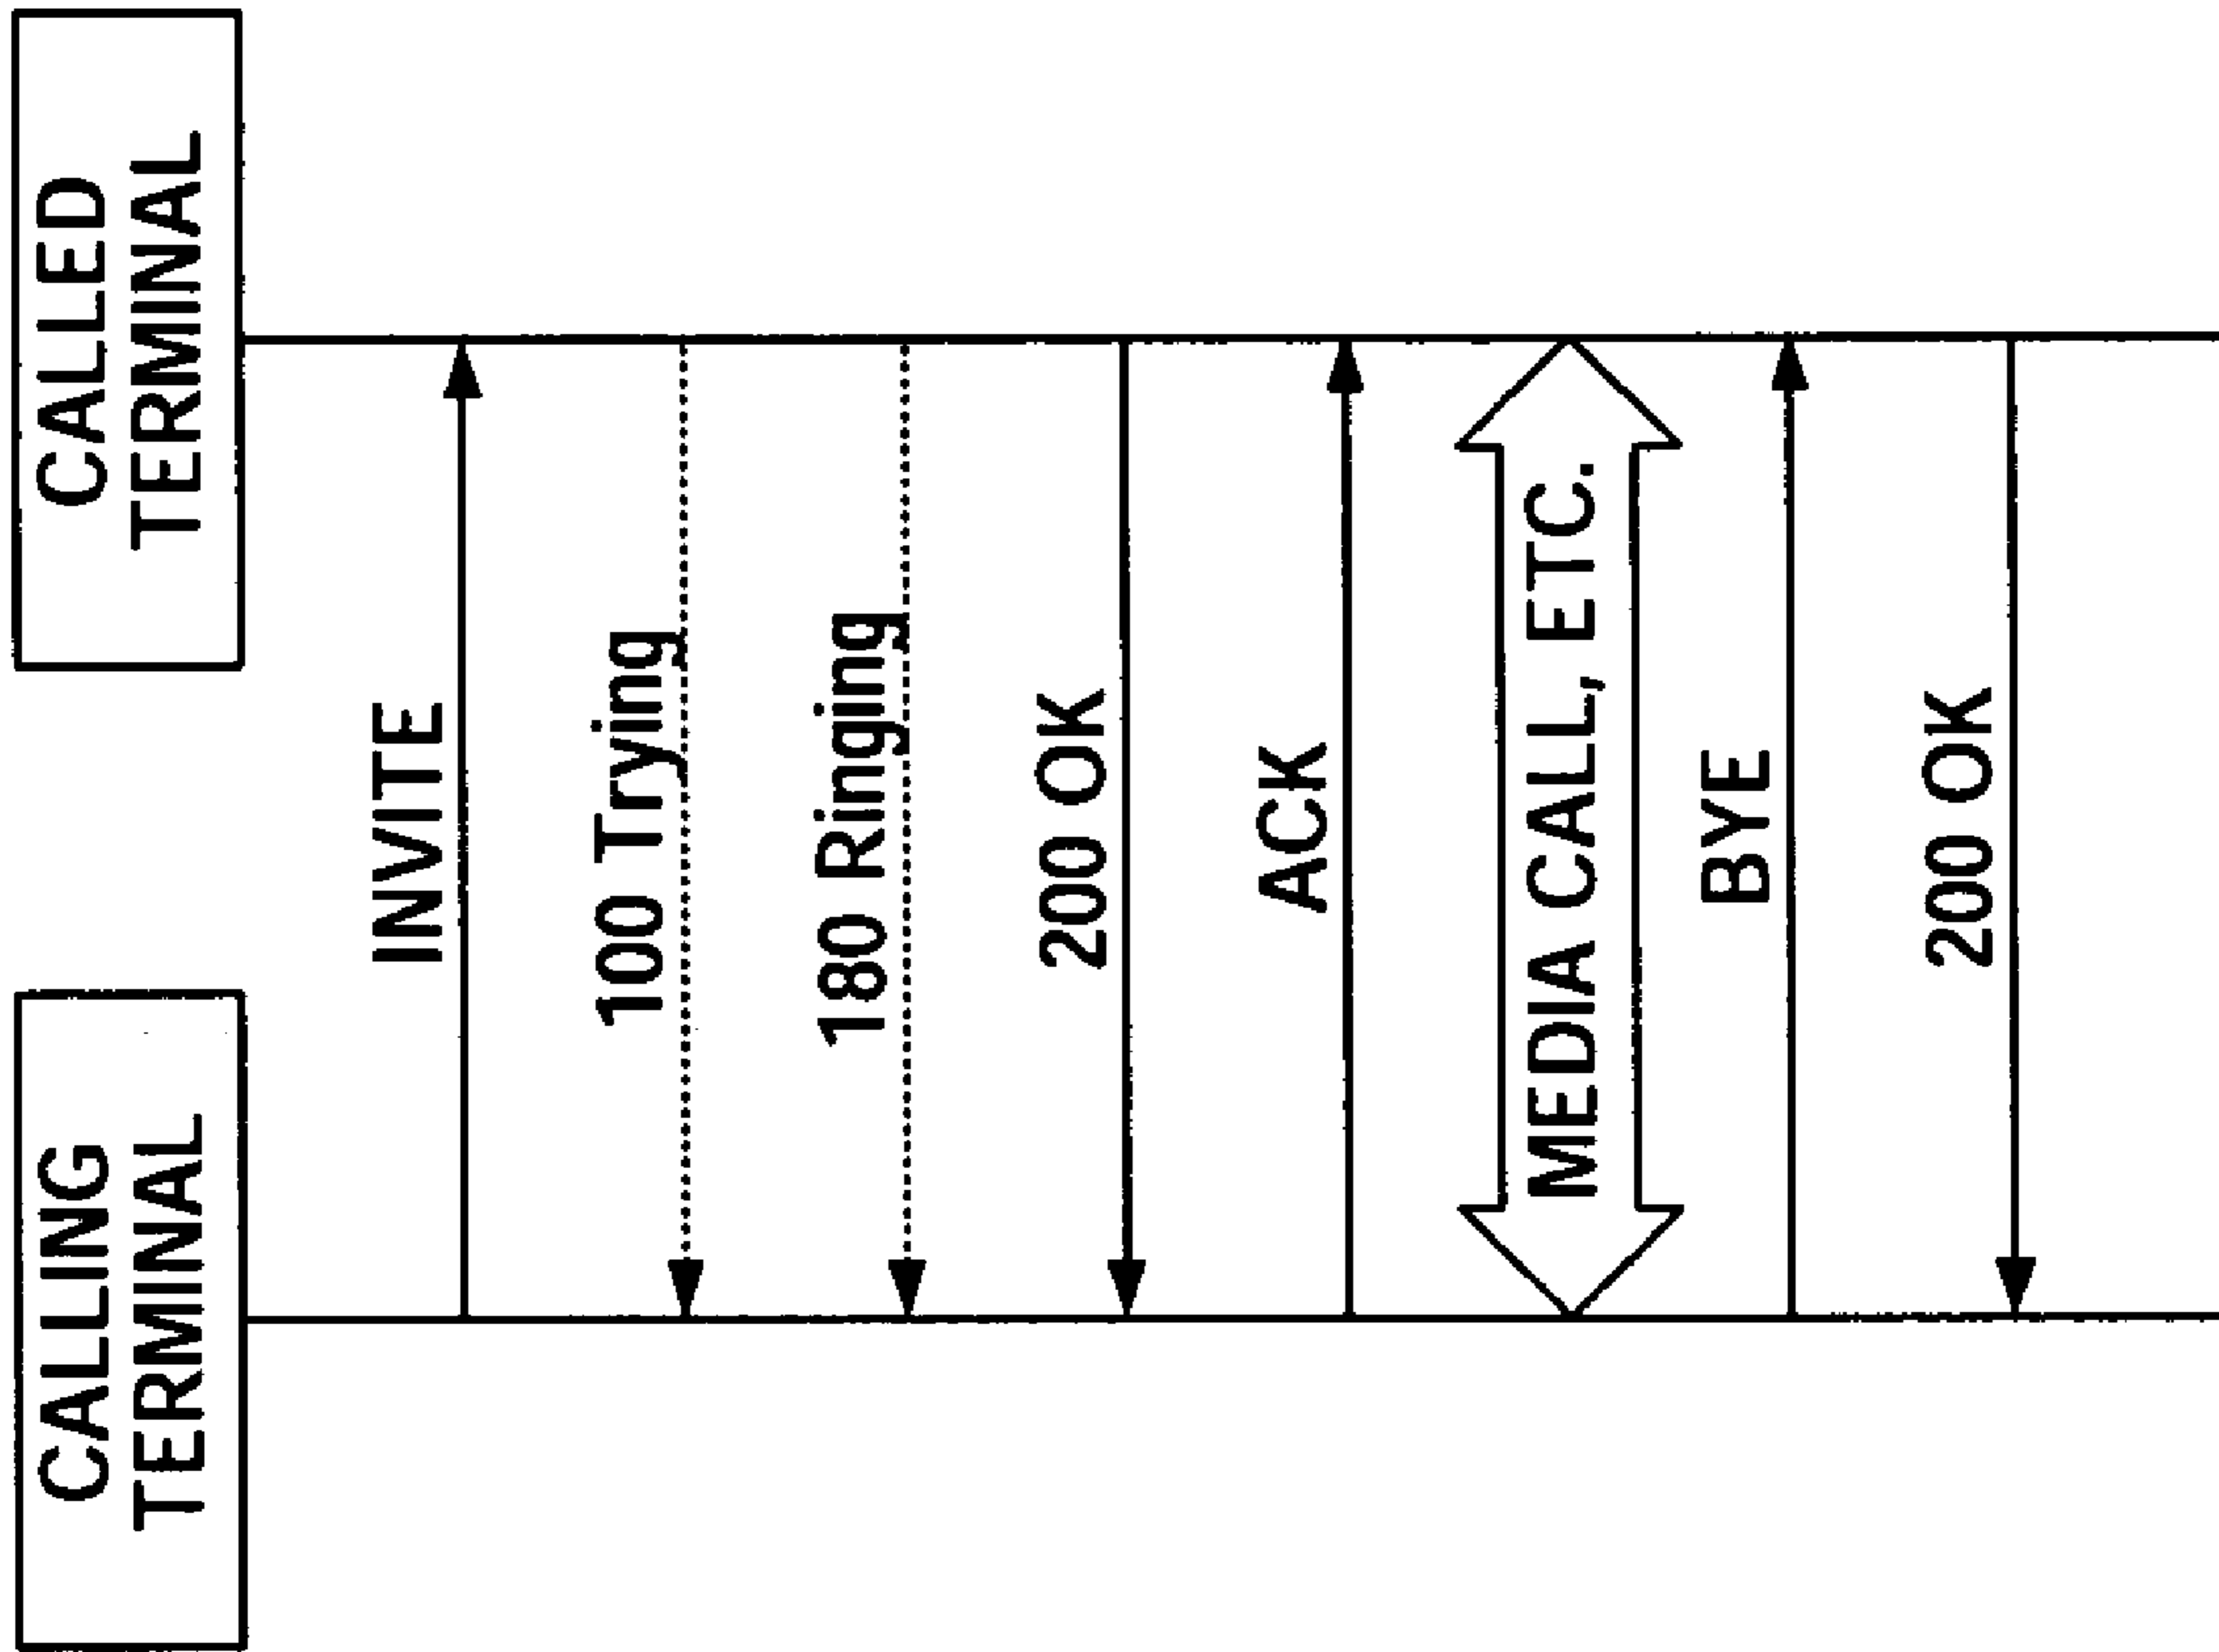 CALLING
TERMINAL
CALLED
TERMINAL
INVITE
100 Trying
180 Ringing
200 OK
ACK
MEDIA CALL, ETC.
BYE
200 OK